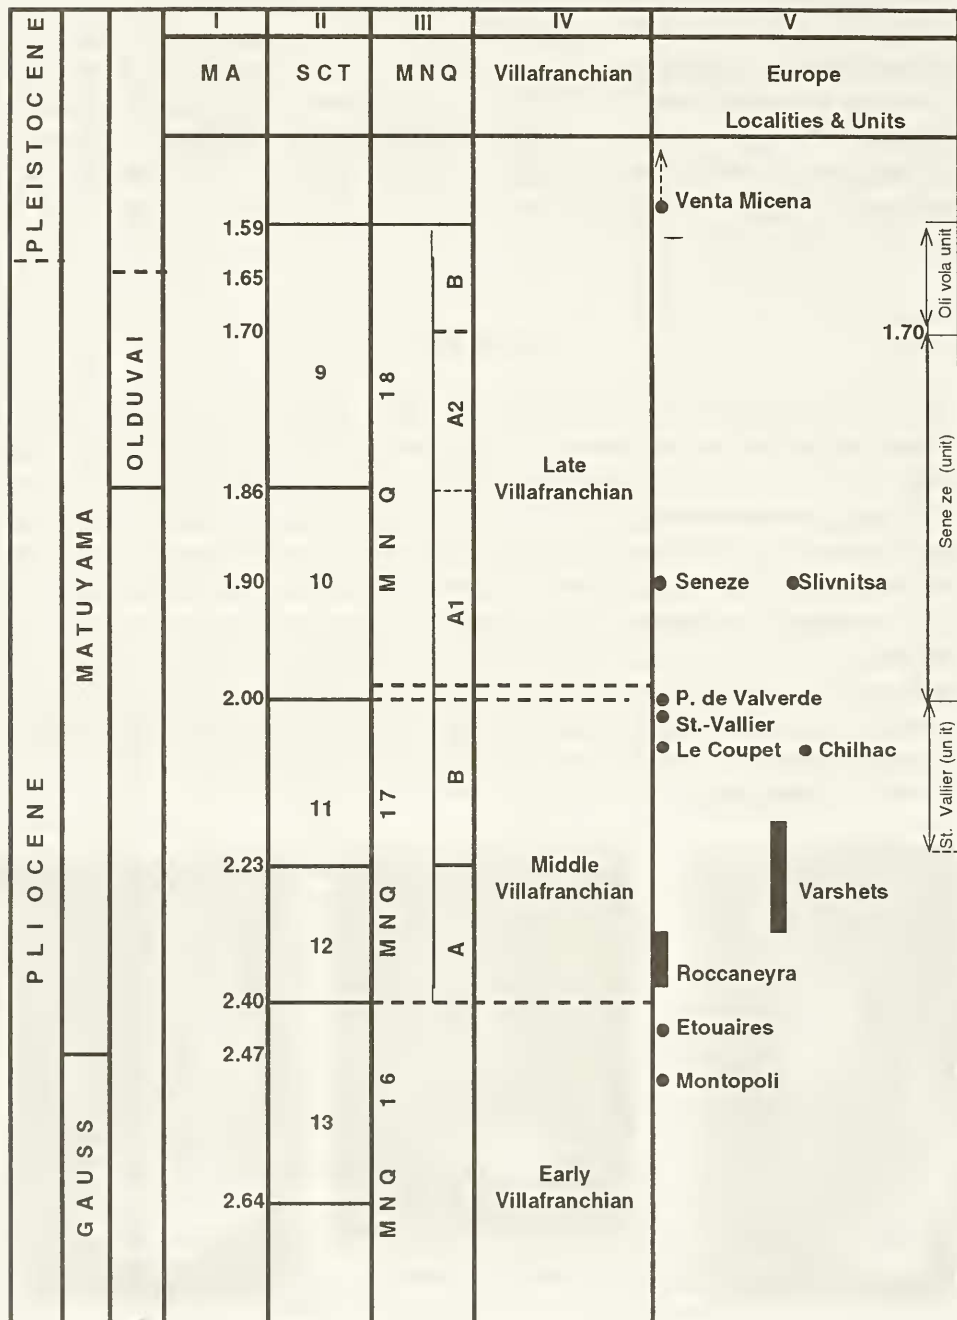 I II III IV V
M A S C T M N Q Villafranchian Europe
Localities & Units
PLEISTOCENE
PLIOCENE
MATUYAMA
GAUSS
OLDUVAI
1.59
1.65
1.70
1.86
1.90
2.00
2.23
2.40
2.47
2.64
9
10
11
12
13
MNQ 18
B
A2
A1
MNQ 17
B
A
MNQ 16
Late
Villafranchian
Middle
Villafranchian
Early
Villafranchian
Venta Micena
Seneze Slivnitsa
P. de Valverde
St.-Vallier
Le Coupet Chilhac
Varshets
Roccaneyra
Etouaires
Montopoli
Oli vola unit
1.70
Sene ze (unit)
St. Vallier (un it)